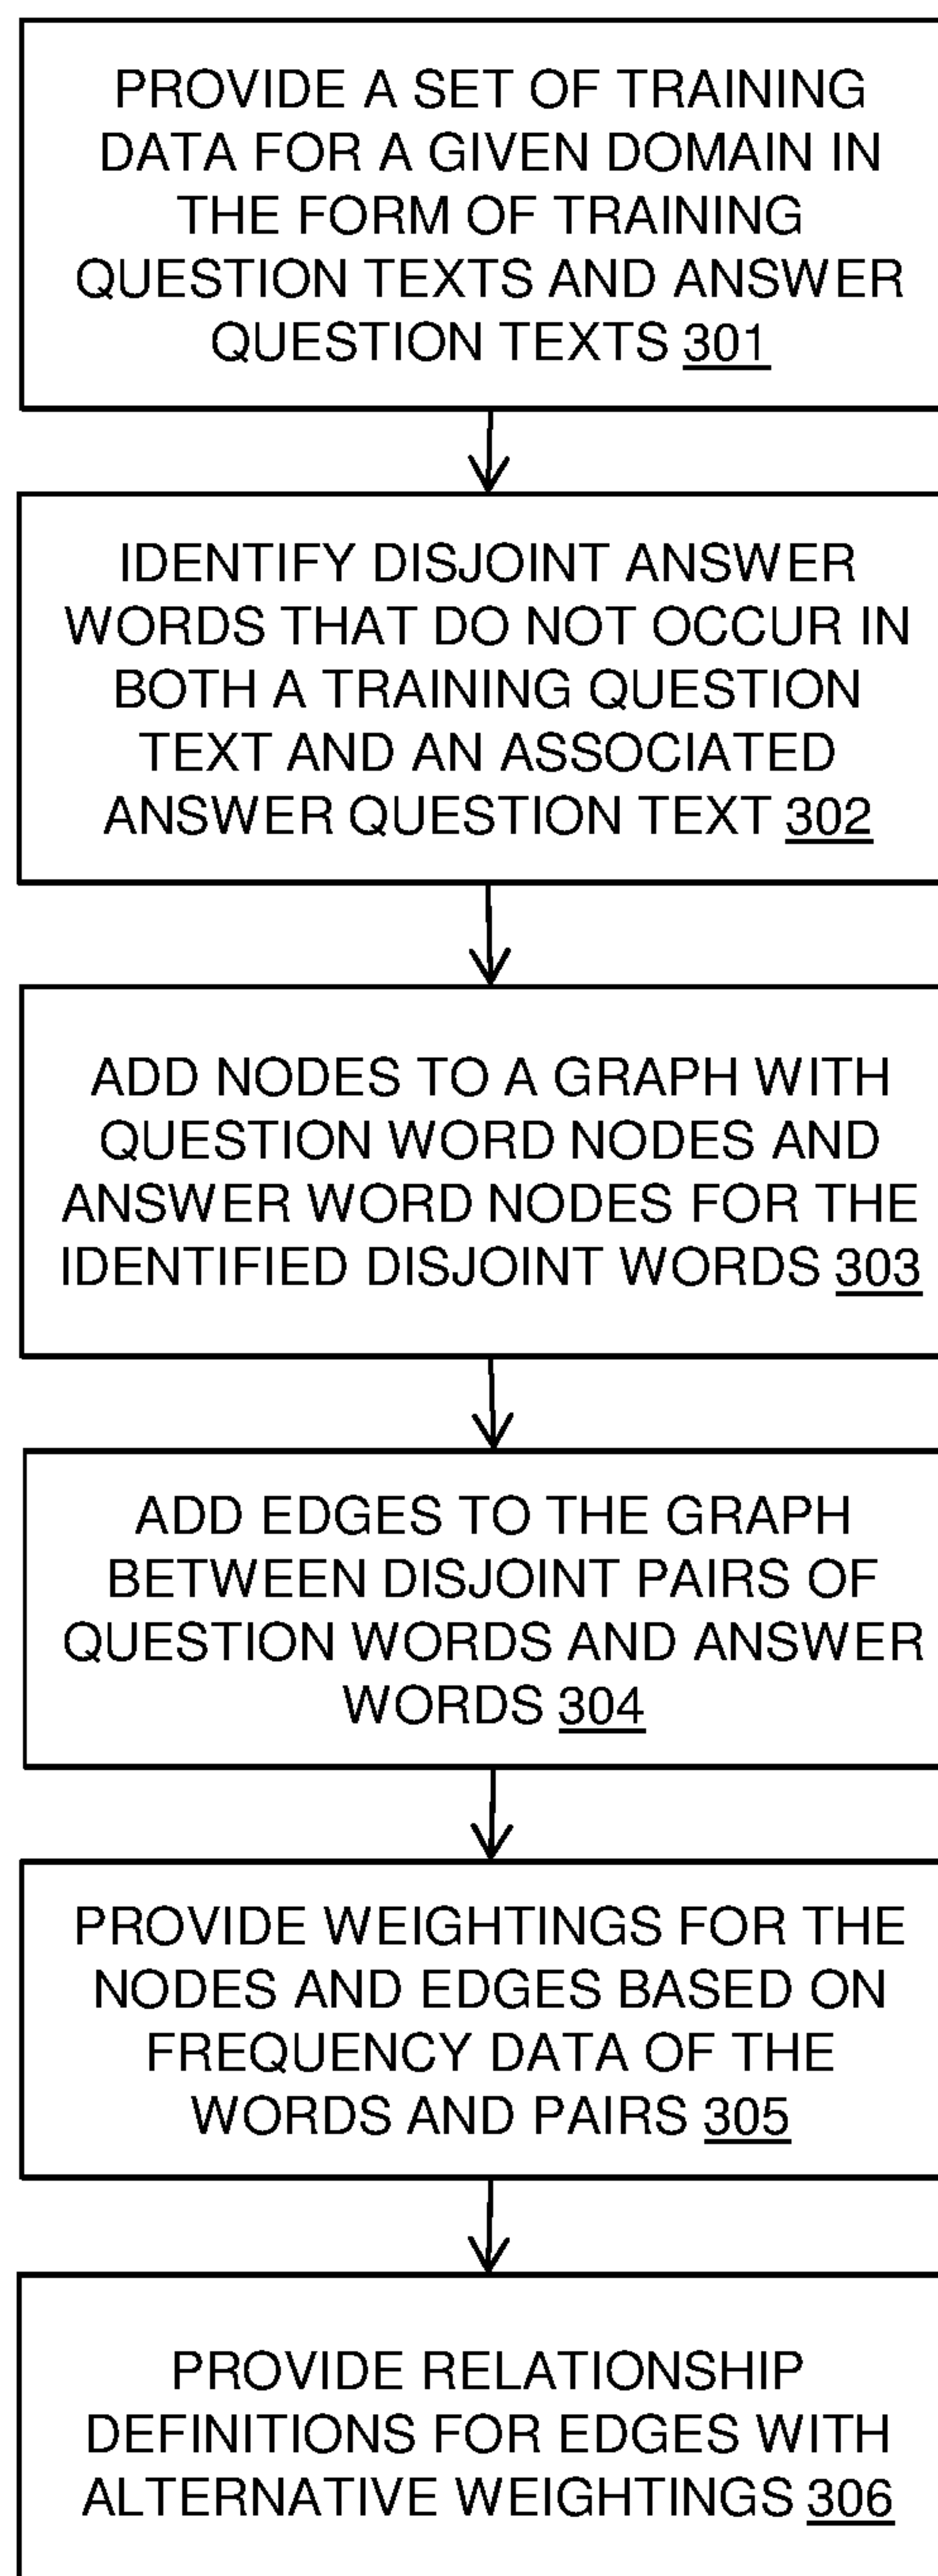 PROVIDE A SET OF TRAINING
DATA FOR A GIVEN DOMAIN IN
THE FORM OF TRAINING
QUESTION TEXTS AND ANSWER
QUESTION TEXTS 301
IDENTIFY DISJOINT ANSWER
WORDS THAT DO NOT OCCUR IN
BOTH A TRAINING QUESTION
TEXT AND AN ASSOCIATED
ANSWER QUESTION TEXT 302
ADD NODES TO A GRAPH WITH
QUESTION WORD NODES AND
ANSWER WORD NODES FOR THE
IDENTIFIED DISJOINT WORDS 303
ADD EDGES TO THE GRAPH
BETWEEN DISJOINT PAIRS OF
QUESTION WORDS AND ANSWER
WORDS 304
PROVIDE WEIGHTINGS FOR THE
NODES AND EDGES BASED ON
FREQUENCY DATA OF THE
WORDS AND PAIRS 305
PROVIDE RELATIONSHIP
DEFINITIONS FOR EDGES WITH
ALTERNATIVE WEIGHTINGS 306